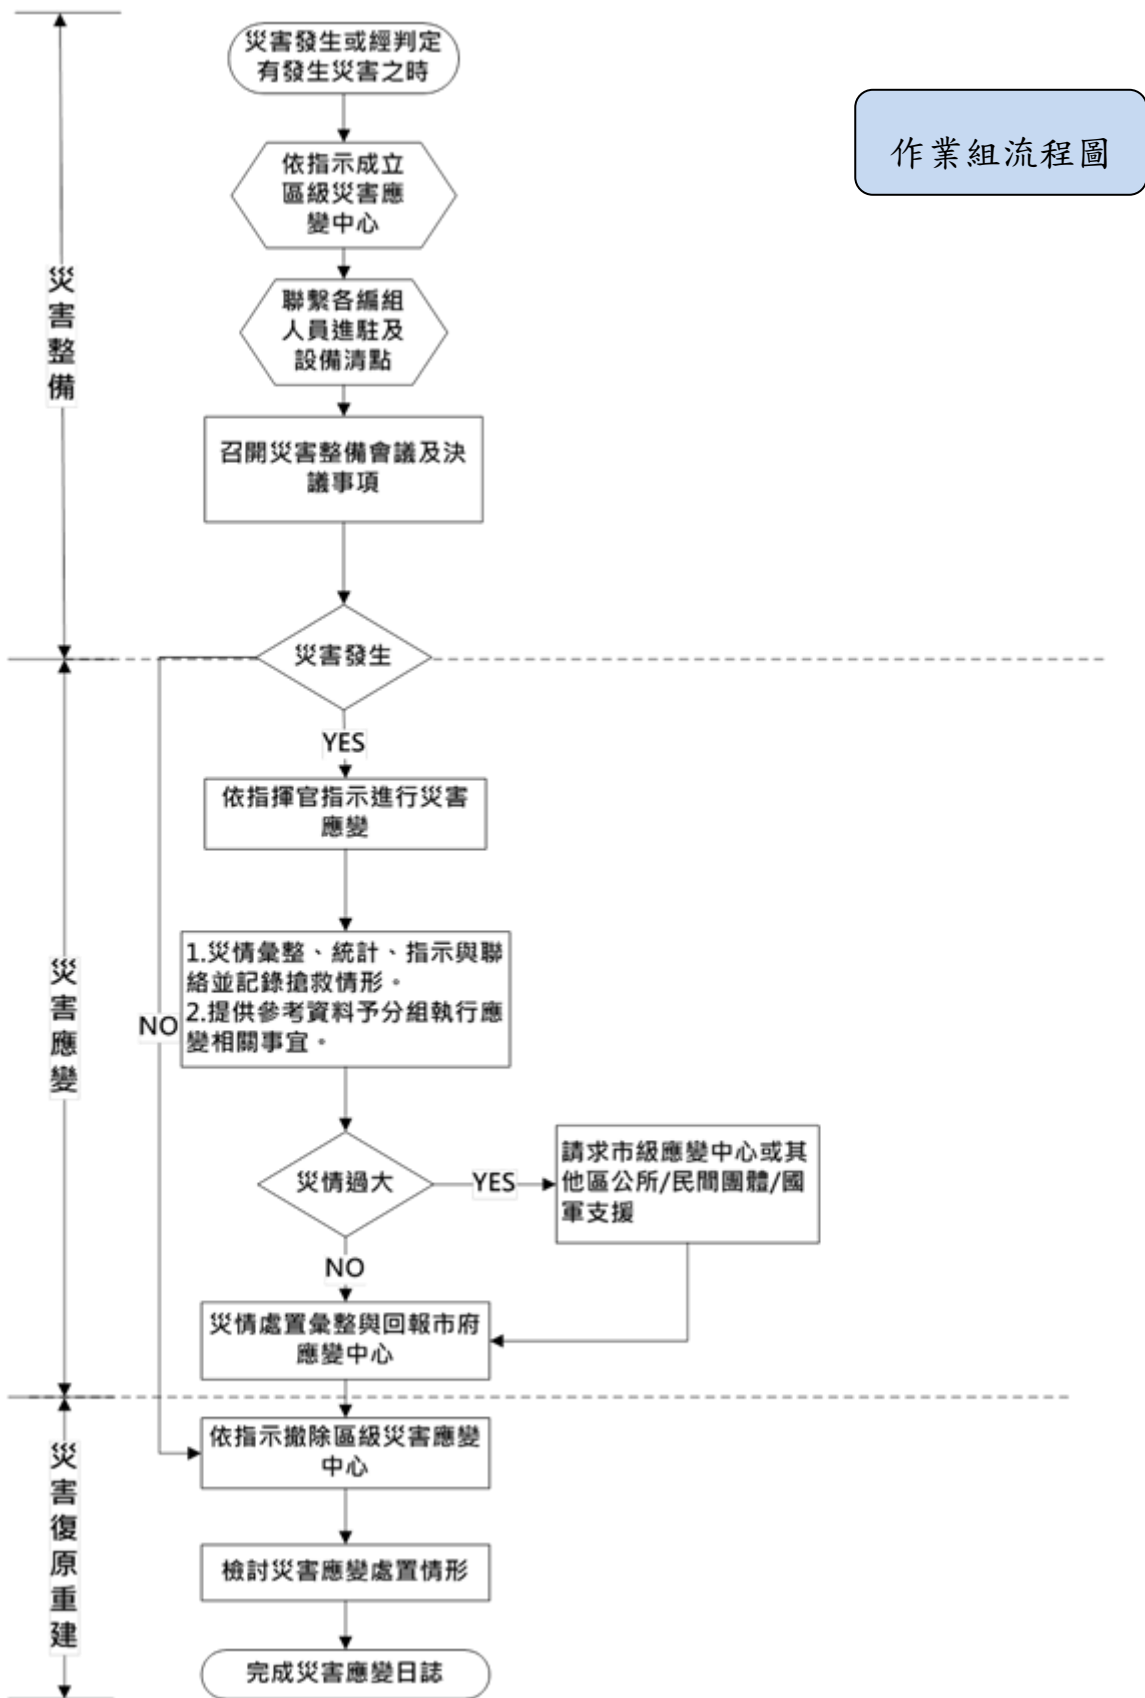 災害發生或經判定
有發生災害之時
作業組流程圖
依指示成立
區級災害應
變中心
聯繫各編組
人員進駐及
設備清點
災害整備
召開災害整備會議及決
議事項
災害發生
YES
依指揮官指示進行災害
應變
1.災情彙整、統計、指示與聯
絡並記錄搶救情形。
2.提供參考資料予分組執行應
變相關事宜。
NO
災害應變
災情過大
YES
請求市級應變中心或其
他區公所/民間團體/國
軍支援
NO
災情處置彙整與回報市府
應變中心
依指示撤除區級災害應變
中心
災害復原重建
檢討災害應變處置情形
完成災害應變日誌